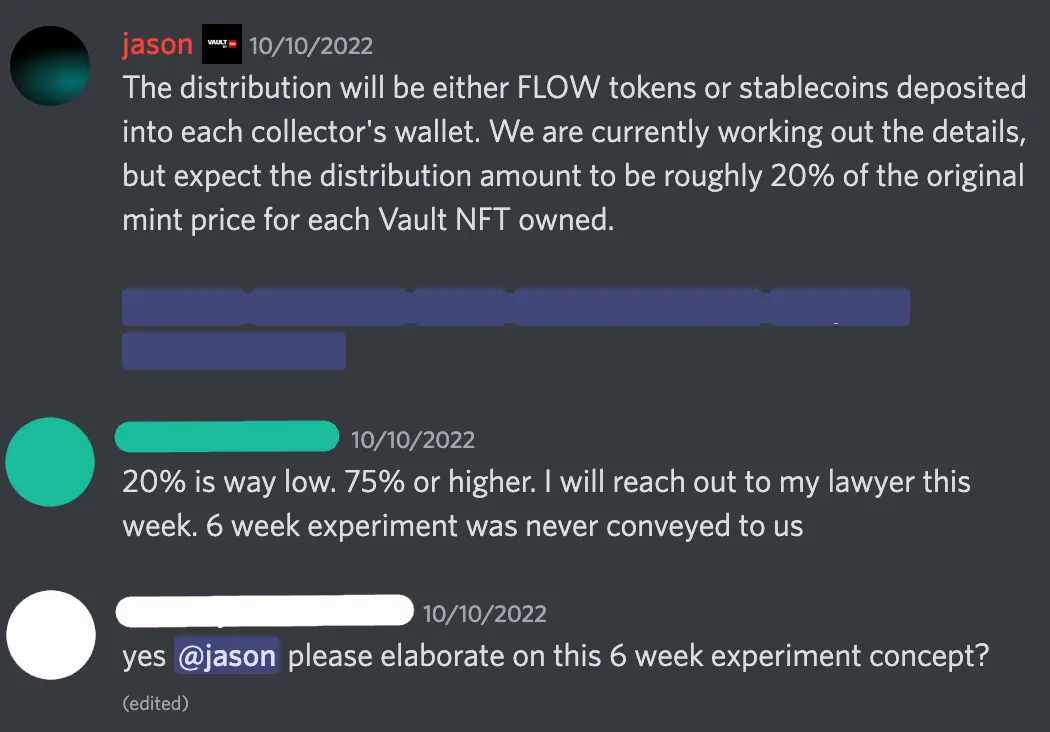 jason VAULT 10/10/2022
The distribution will be either FLOW tokens or stablecoins deposited
into each collector's wallet. We are currently working out the details,
but expect the distribution amount to be roughly 20% of the original
mint price for each Vault NFT owned.
10/10/2022
20% is way low. 75% or higher. I will reach out to my lawyer this
week. 6 week experiment was never conveyed to us
10/10/2022
yes @jason please elaborate on this 6 week experiment concept?
(edited)